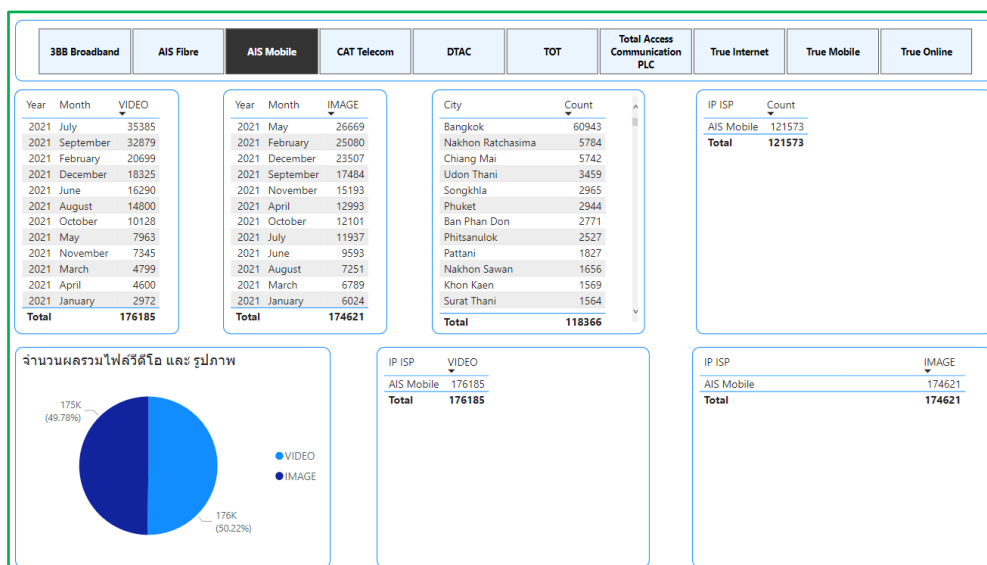 3BB Broadband
AIS Fibre
AIS Mobile
CAT Telecom
DTAC
TOT
Total Access
Communication
PLC
True Internet
True Mobile
True Online
Year Month VIDEO
2021 July 35385
2021 September 32879
2021 February 20699
2021 December 18325
2021 June 16290
2021 August 14800
2021 October 10128
2021 May 7963
2021 November 7345
2021 March 4799
2021 April 4600
2021 January 2972
Total 176185
Year Month IMAGE
2021 May 26669
2021 February 25080
2021 December 23507
2021 September 17484
2021 November 15193
2021 April 12993
2021 October 12101
2021 July 11937
2021 June 9593
2021 August 7251
2021 March 6789
2021 January 6024
Total 174621
City Count
Bangkok 60943
Nakhon Ratchasima 5784
Chiang Mai 5742
Udon Thani 3459
Songkhla 2965
Phuket 2944
Ban Phan Don 2771
Phitsanulok 2527
Pattani 1827
Nakhon Sawan 1656
Khon Kaen 1569
Surat Thani 1564
Total 118366
IP ISP Count
AIS Mobile 121573
Total 121573
จำนวนผลรวมไฟล์วีดีโอ และ รูปภาพ
175K
(49.78%)
VIDEO
IMAGE
176K
(50.22%)
IP ISP VIDEO
AIS Mobile 176185
Total 176185
IP ISP IMAGE
AIS Mobile 174621
Total 174621